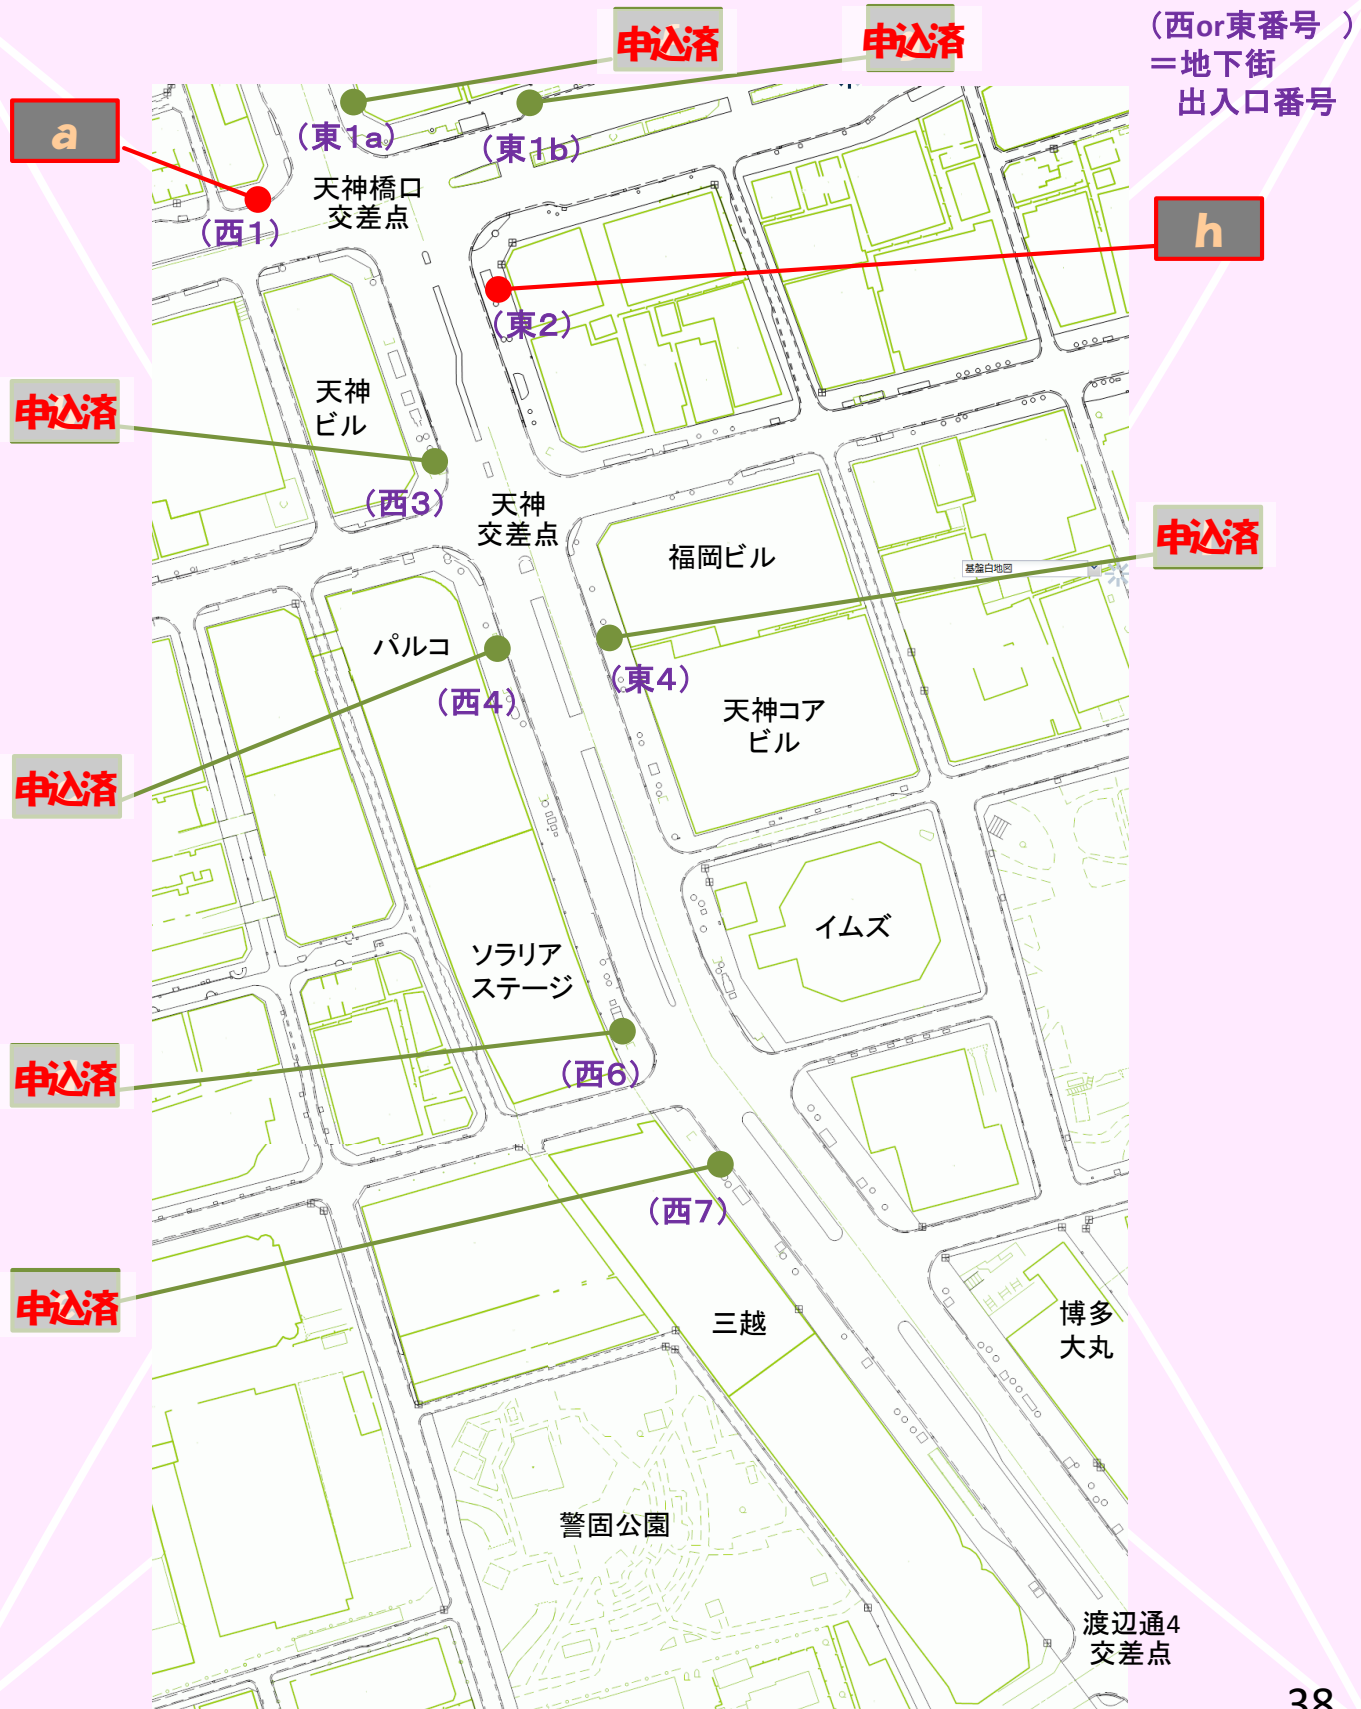 申込済
申込済
（西or東番号　）
＝地下街
出入口番号
a
（東1a）
（東1b）
天神橋口
交差点
（西1）
h
（東2）
天神
ビル
申込済
（西3）
天神
交差点
申込済
福岡ビル
基盤白地図
パルコ
（東4）
（西4）
天神コア
ビル
申込済
イムズ
ソラリア
ステージ
申込済
（西6）
（西7）
申込済
三越
博多
大丸
警固公園
渡辺通4
交差点
38